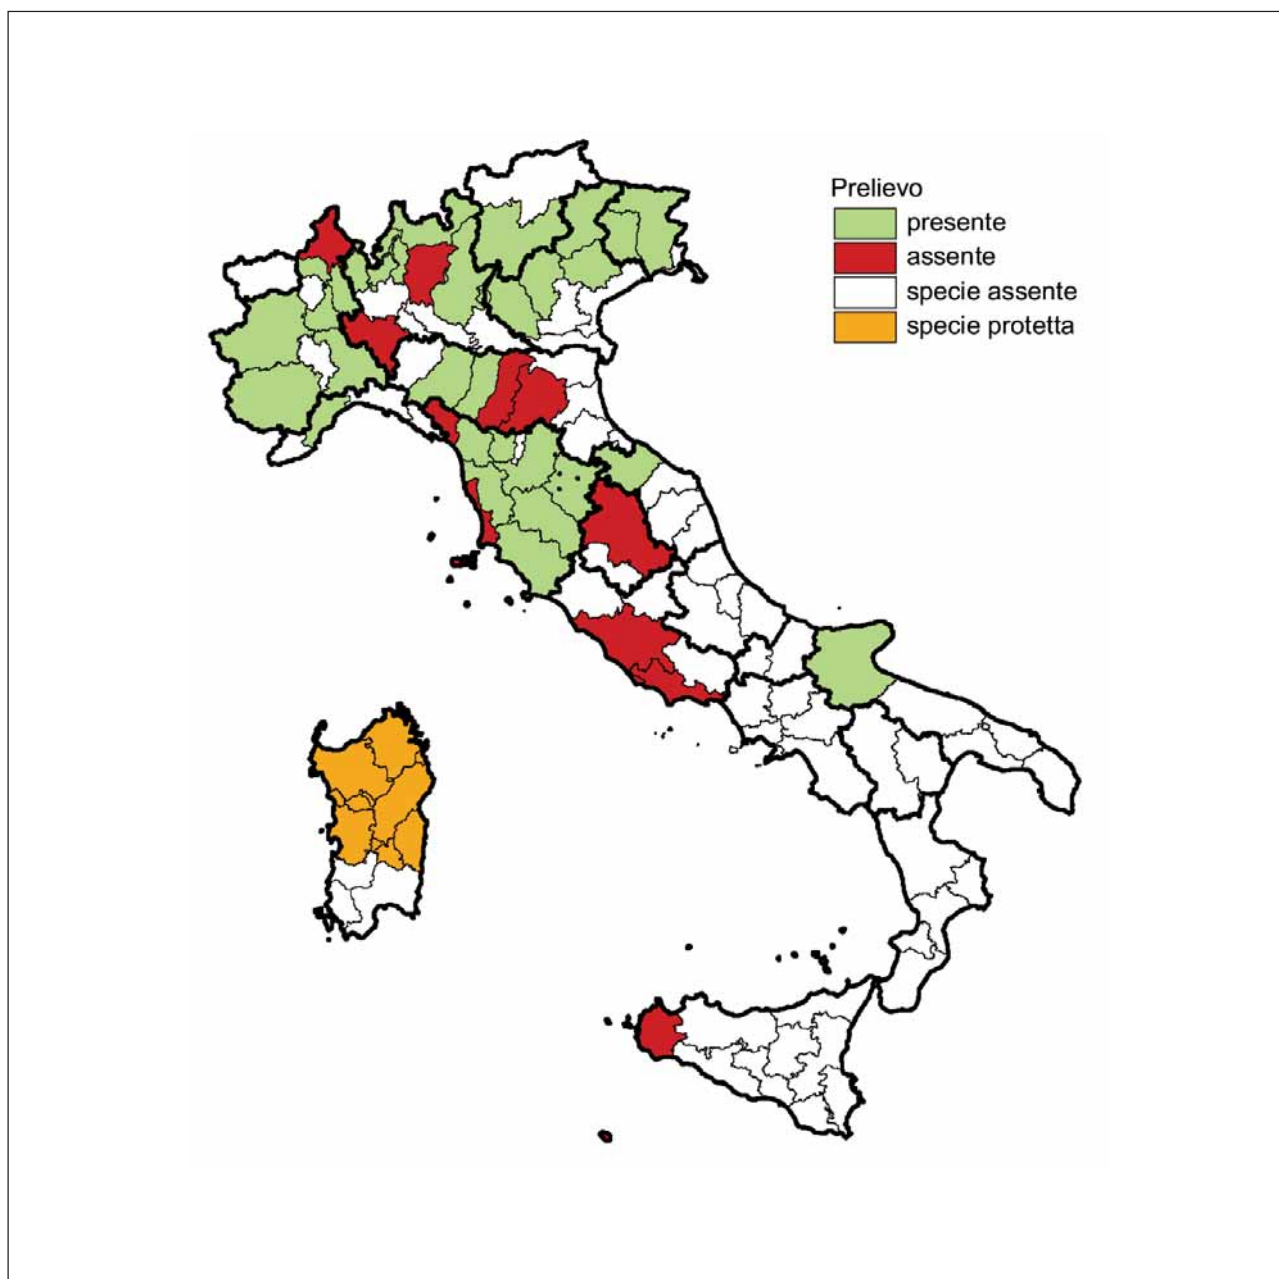 Prelievo
presente
assente
specie assente
specie protetta